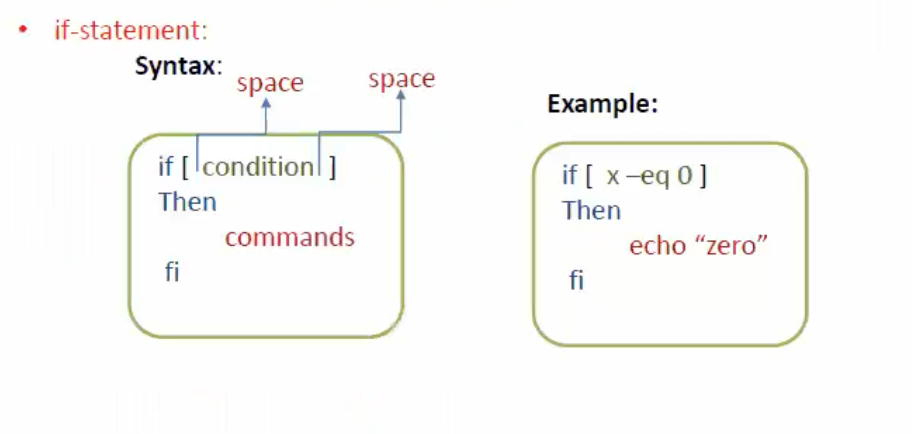 • if-statement:
Syntax:
space
space
if [ condition ]
Then
commands
fi
Example:
if [ x –eq 0 ]
Then
echo “zero”
fi